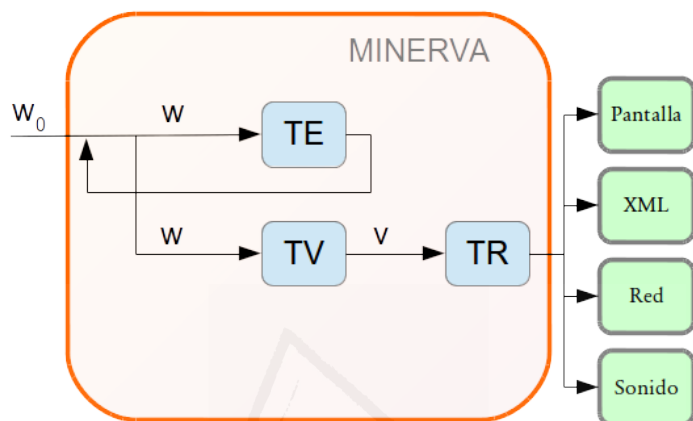 MINERVA
W₀
W
TE
W
TV
V
TR
Pantalla
XML
Red
Sonido